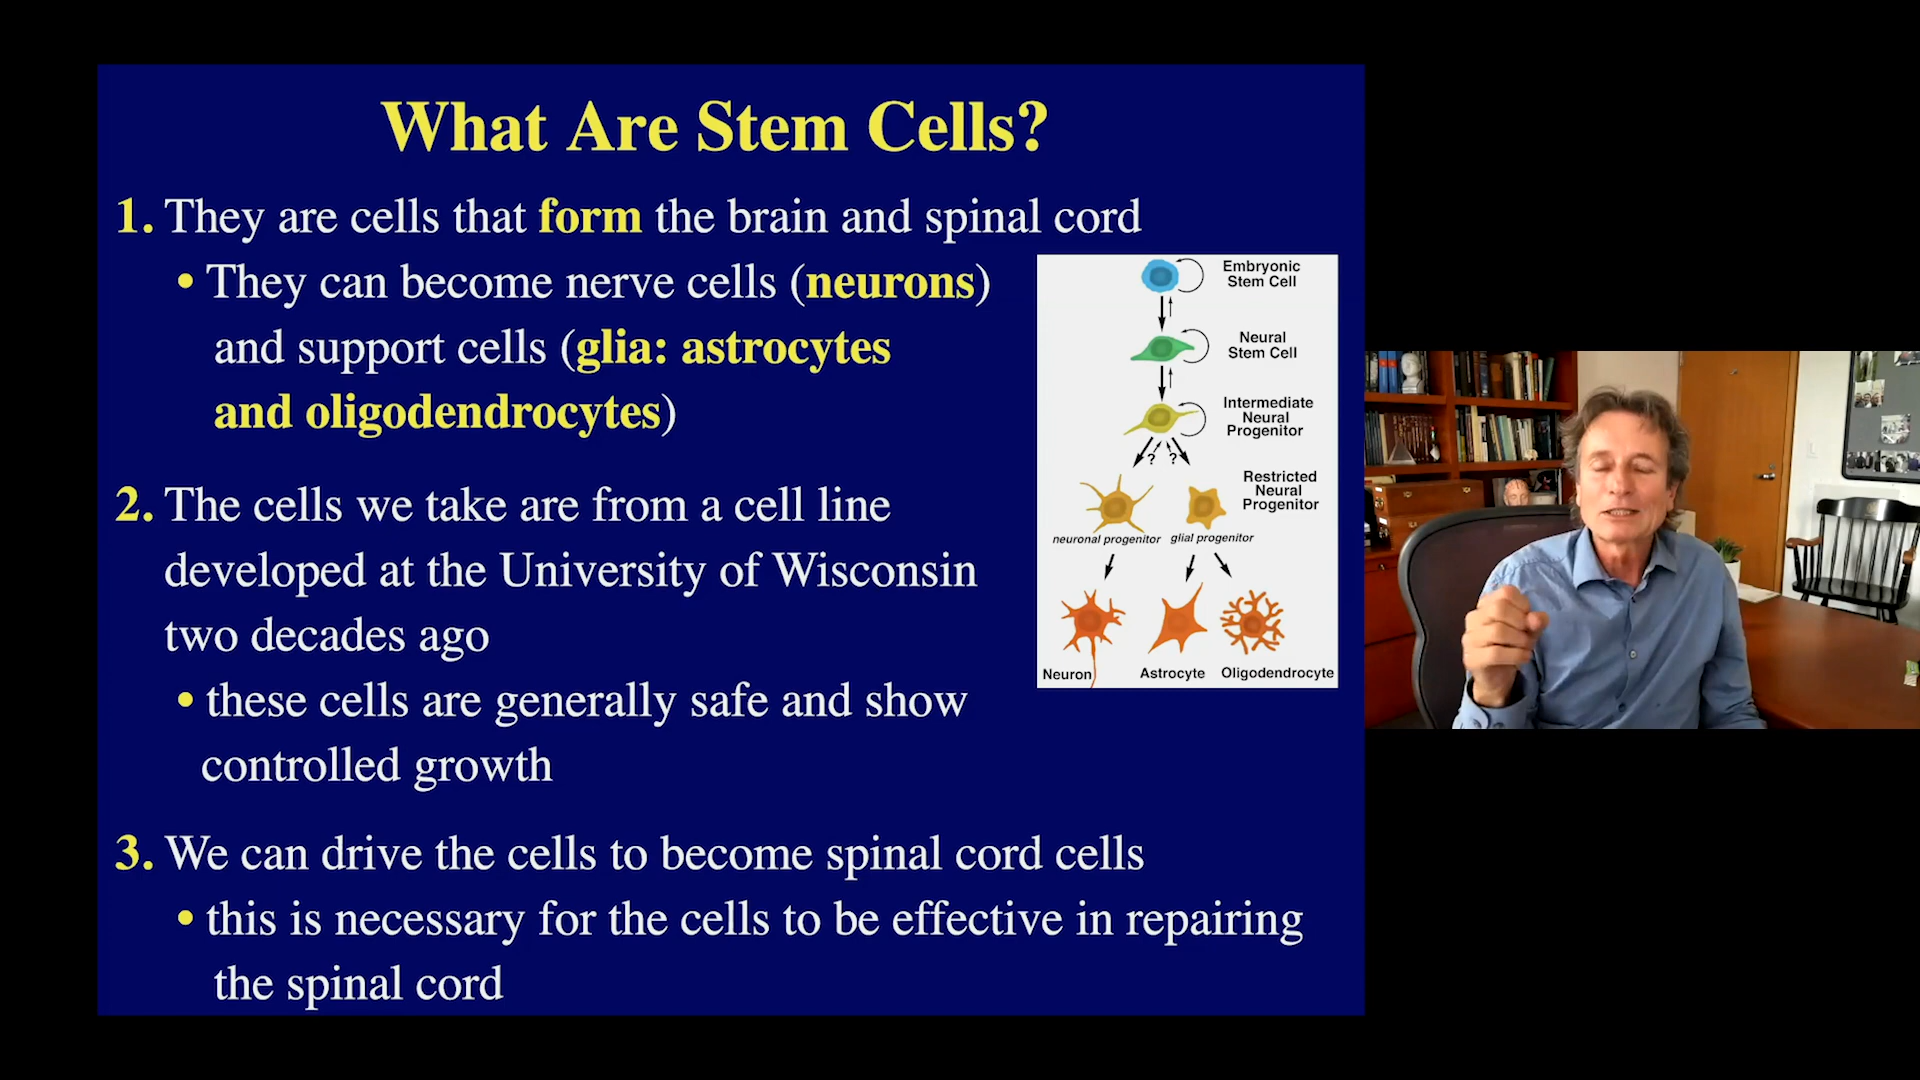 What Are Stem Cells?
1. They are cells that form the brain and spinal cord
• They can become nerve cells (neurons)
and support cells (glia: astrocytes
and oligodendrocytes)
2. The cells we take are from a cell line
developed at the University of Wisconsin
two decades ago
• these cells are generally safe and show
controlled growth
3. We can drive the cells to become spinal cord cells
• this is necessary for the cells to be effective in repairing
the spinal cord
Embryonic
Stem Cell
Neural
Stem Cell
Intermediate
Neural
Progenitor
? ?
Restricted
Neural
Progenitor
neuronal progenitor glial progenitor
Neuron Astrocyte Oligodendrocyte